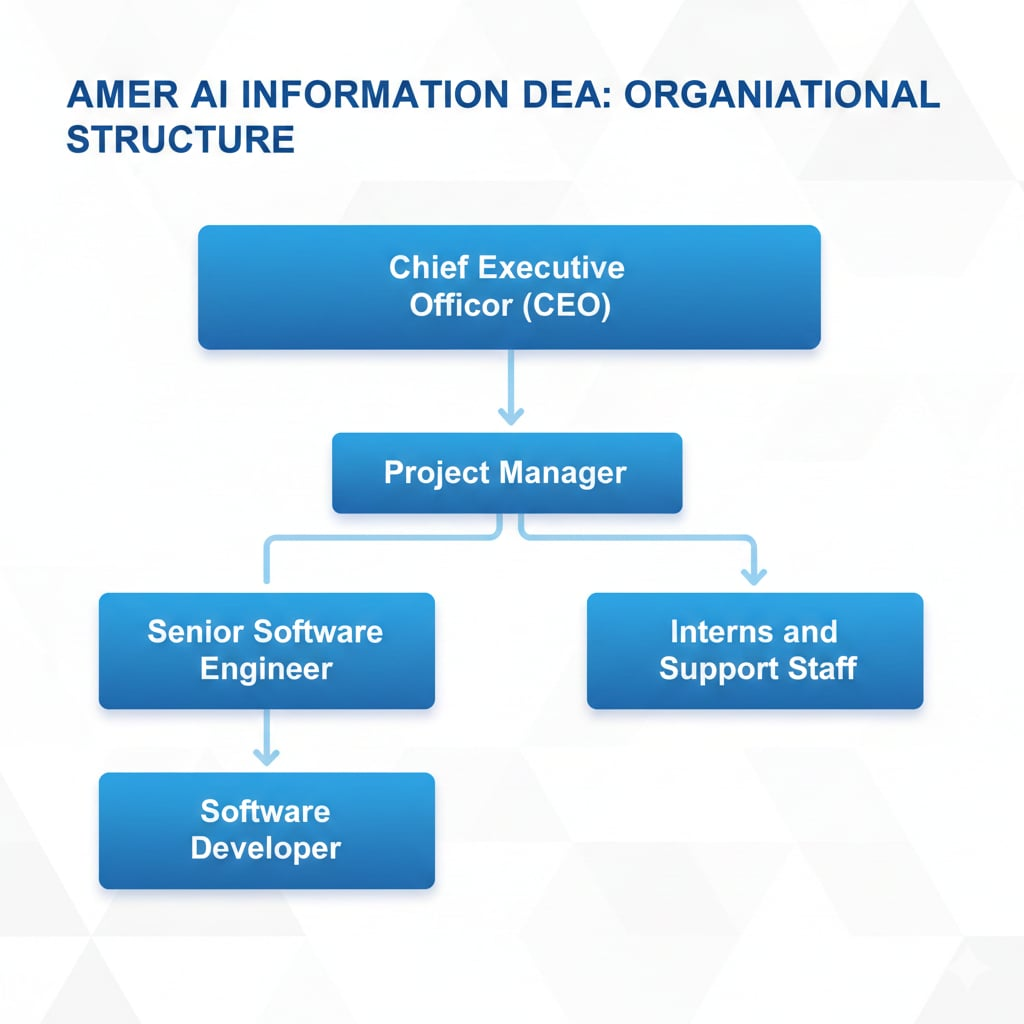 AMER AI INFORMATION DEA: ORGANIATIONAL
STRUCTURE
Chief Executive
Officor (CEO)
Project Manager
Senior Software
Engineer
Interns and
Support Staff
Software
Developer